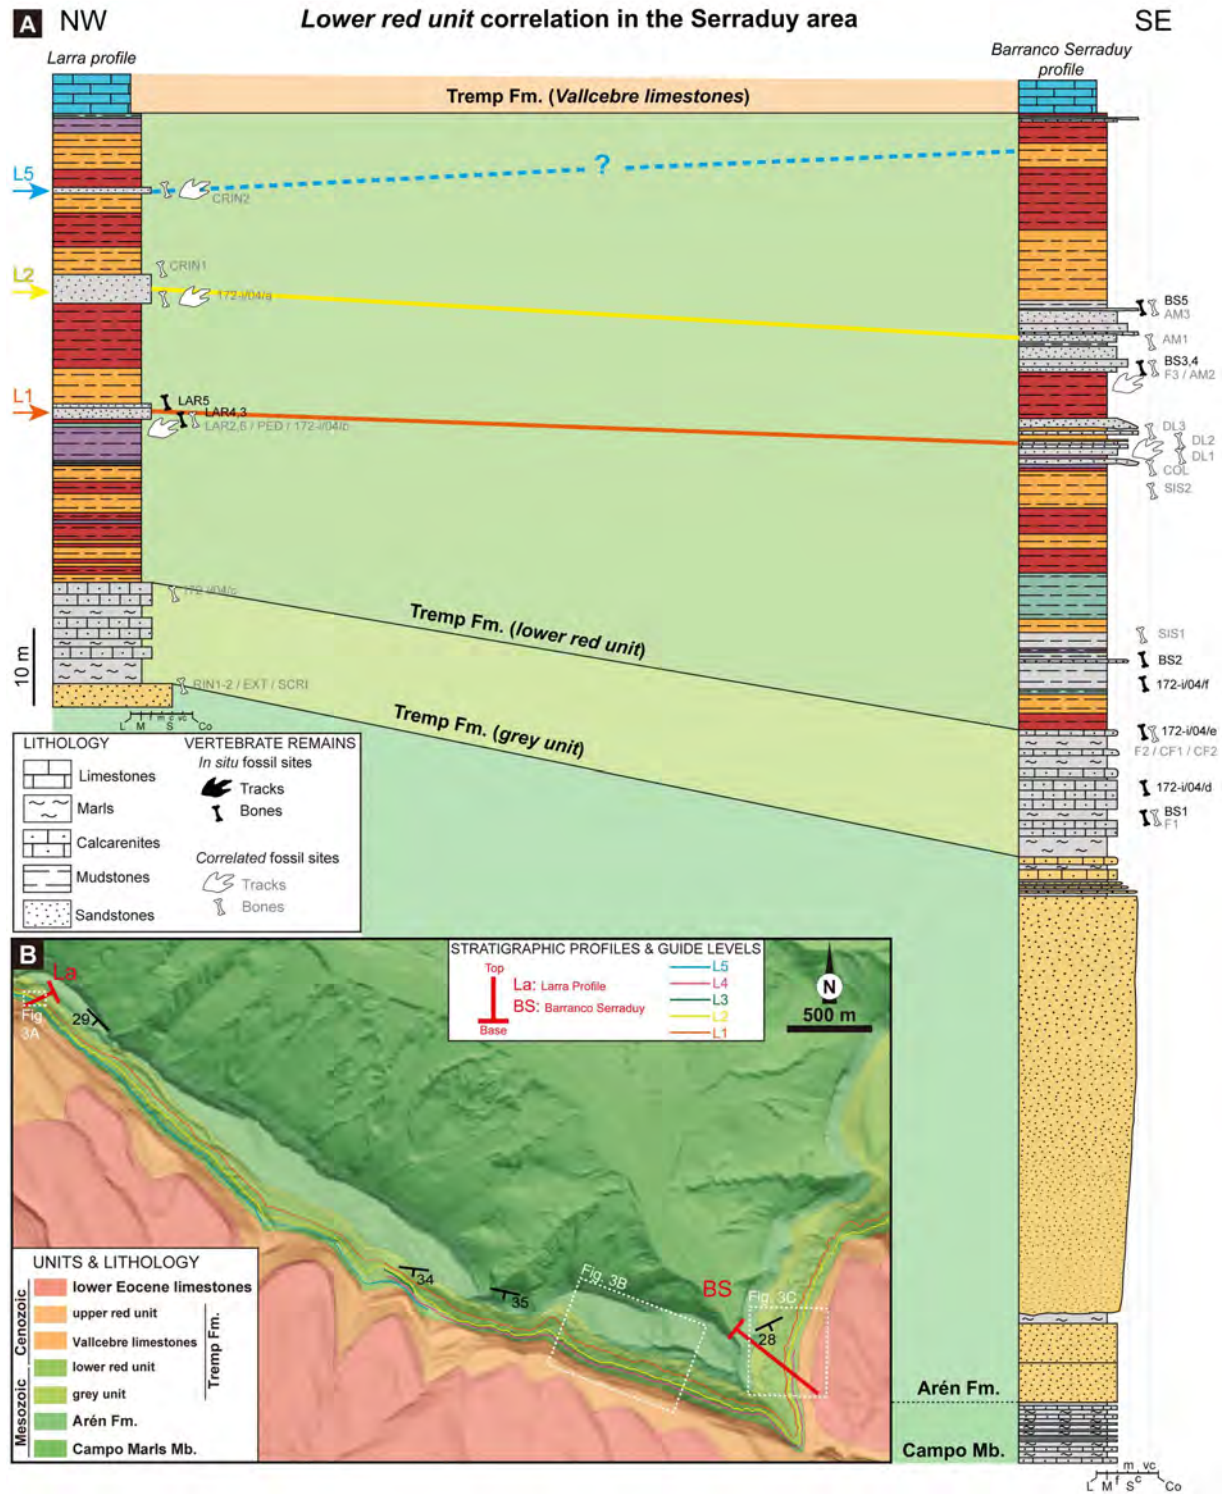 A NW Lower red unit correlation in the Serraduy area SE
Larra profile
Barranco Serraduy
profile
Tremp Fm. (Vallcebre limestones)
L5
?
CRIN2
CRIN1
L2
172-i/04/a
BS5
AM3
AM1
BS3,4
F3 / AM2
L1
LAR5
LAR4,3
LAR2,6 / PED / 172-i/04/b
DL3
DL2
DL1
COL
SIS2
172-i/04/c
Tremp Fm. (lower red unit)
SIS1
BS2
172-i/04/f
10 m
RIN1-2 / EXT / SCRI
Tremp Fm. (grey unit)
172-i/04/e
F2 / CF1 / CF2
172-i/04/d
BS1
F1
L M f m c vc Co
S
LITHOLOGY
Limestones
Marls
Calcarenites
Mudstones
Sandstones
VERTEBRATE REMAINS
In situ fossil sites
Tracks
Bones
Correlated fossil sites
Tracks
Bones
B
La
Fig.
3A
29
STRATIGRAPHIC PROFILES & GUIDE LEVELS
Top
Base
La: Larra Profile
BS: Barranco Serraduy
L5
L4
L3
L2
L1
N
500 m
34
35
Fig. 3B
BS
Fig. 3C
28
UNITS & LITHOLOGY
Cenozoic
Mesozoic
lower Eocene limestones
upper red unit
Vallcebre limestones
lower red unit
grey unit
Arén Fm.
Campo Marls Mb.
Tremp Fm.
Arén Fm.
Campo Mb.
m vc
L M f S c Co